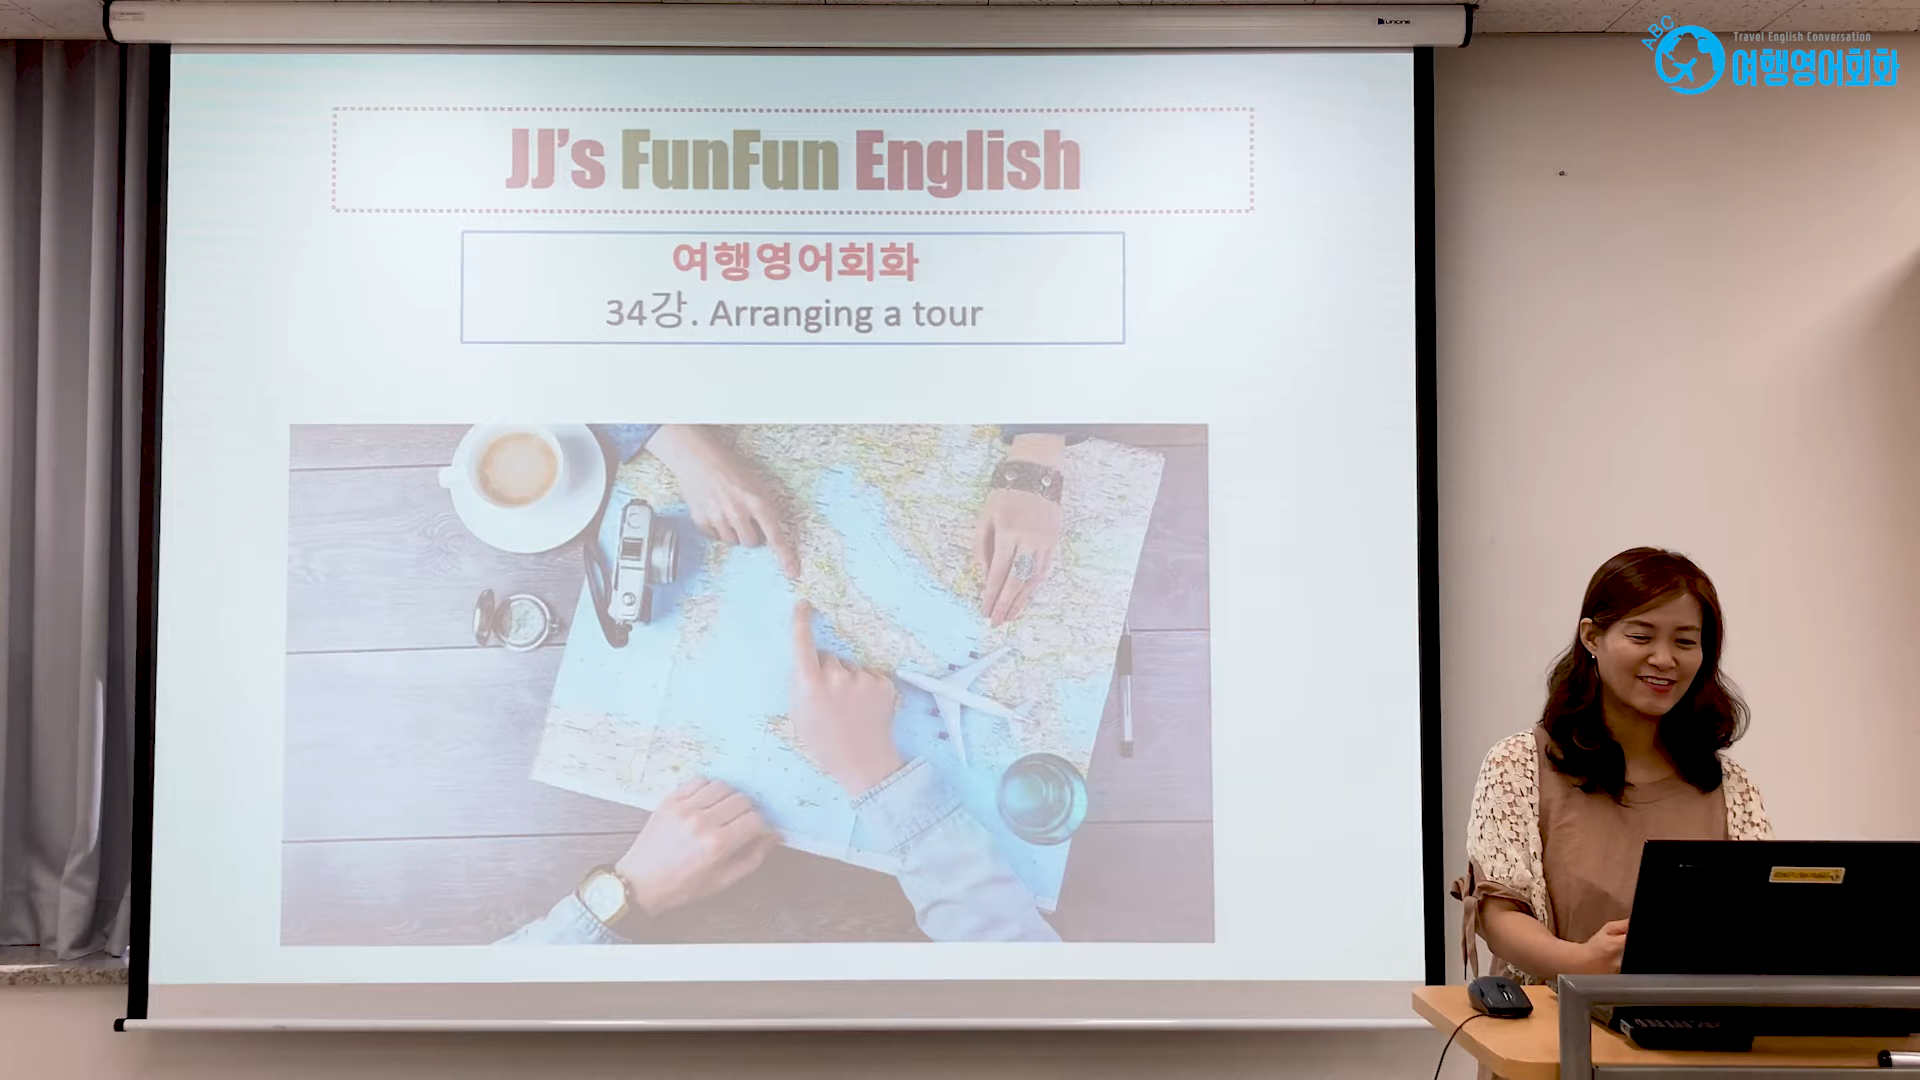 ABC
Travel English Conversation
여행영어회화
JJ's FunFun English
여행영어회화
34강. Arranging a tour